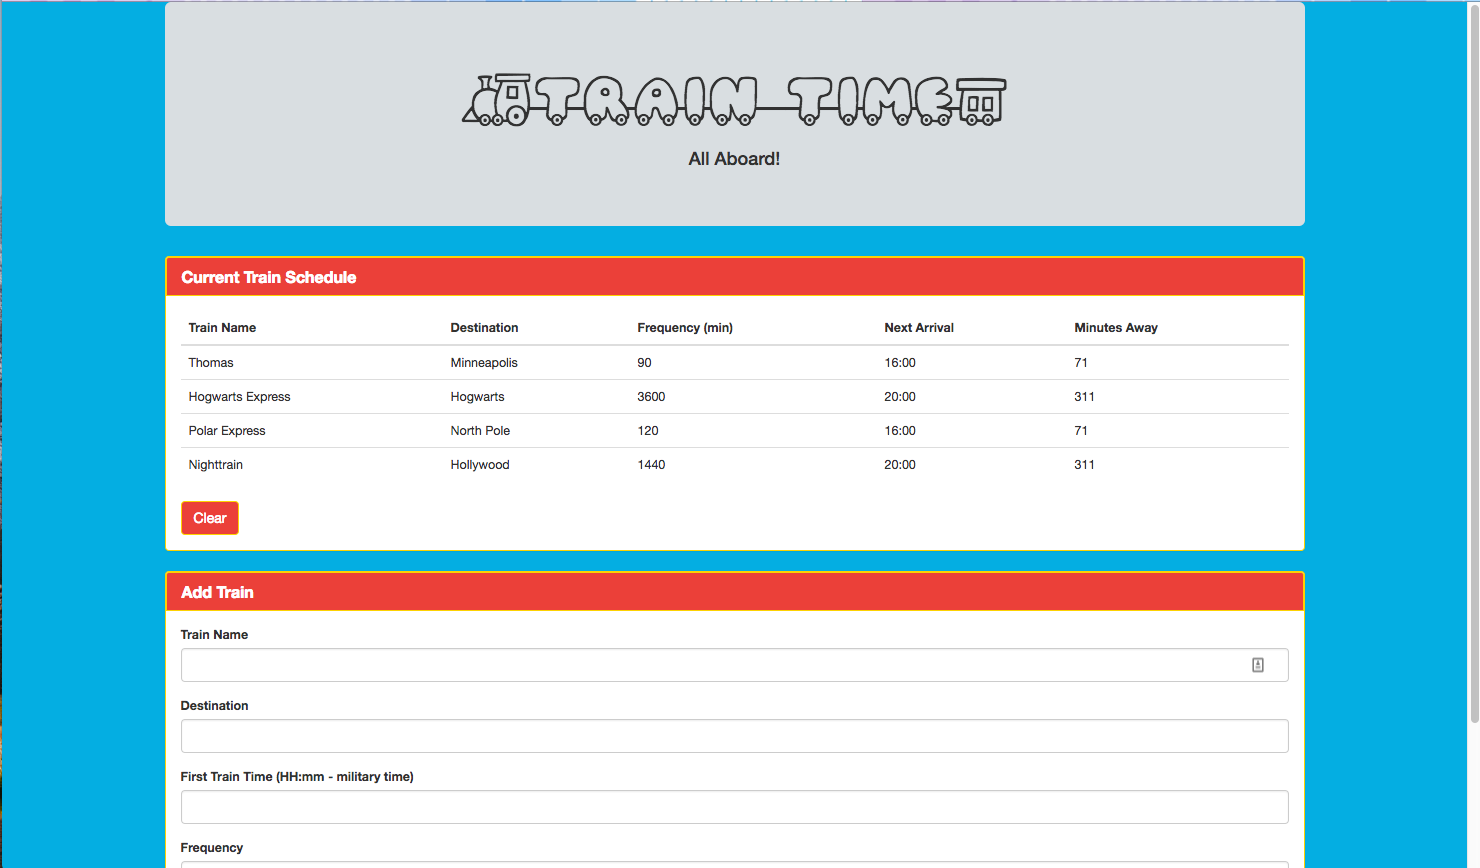 TRAIN TIME
All Aboard!
Current Train Schedule
Train Name Destination Frequency (min) Next Arrival Minutes Away
Thomas Minneapolis 90 16:00 71
Hogwarts Express Hogwarts 3600 20:00 311
Polar Express North Pole 120 16:00 71
Nighttrain Hollywood 1440 20:00 311
Clear
Add Train
Train Name
Destination
First Train Time (HH:mm - military time)
Frequency